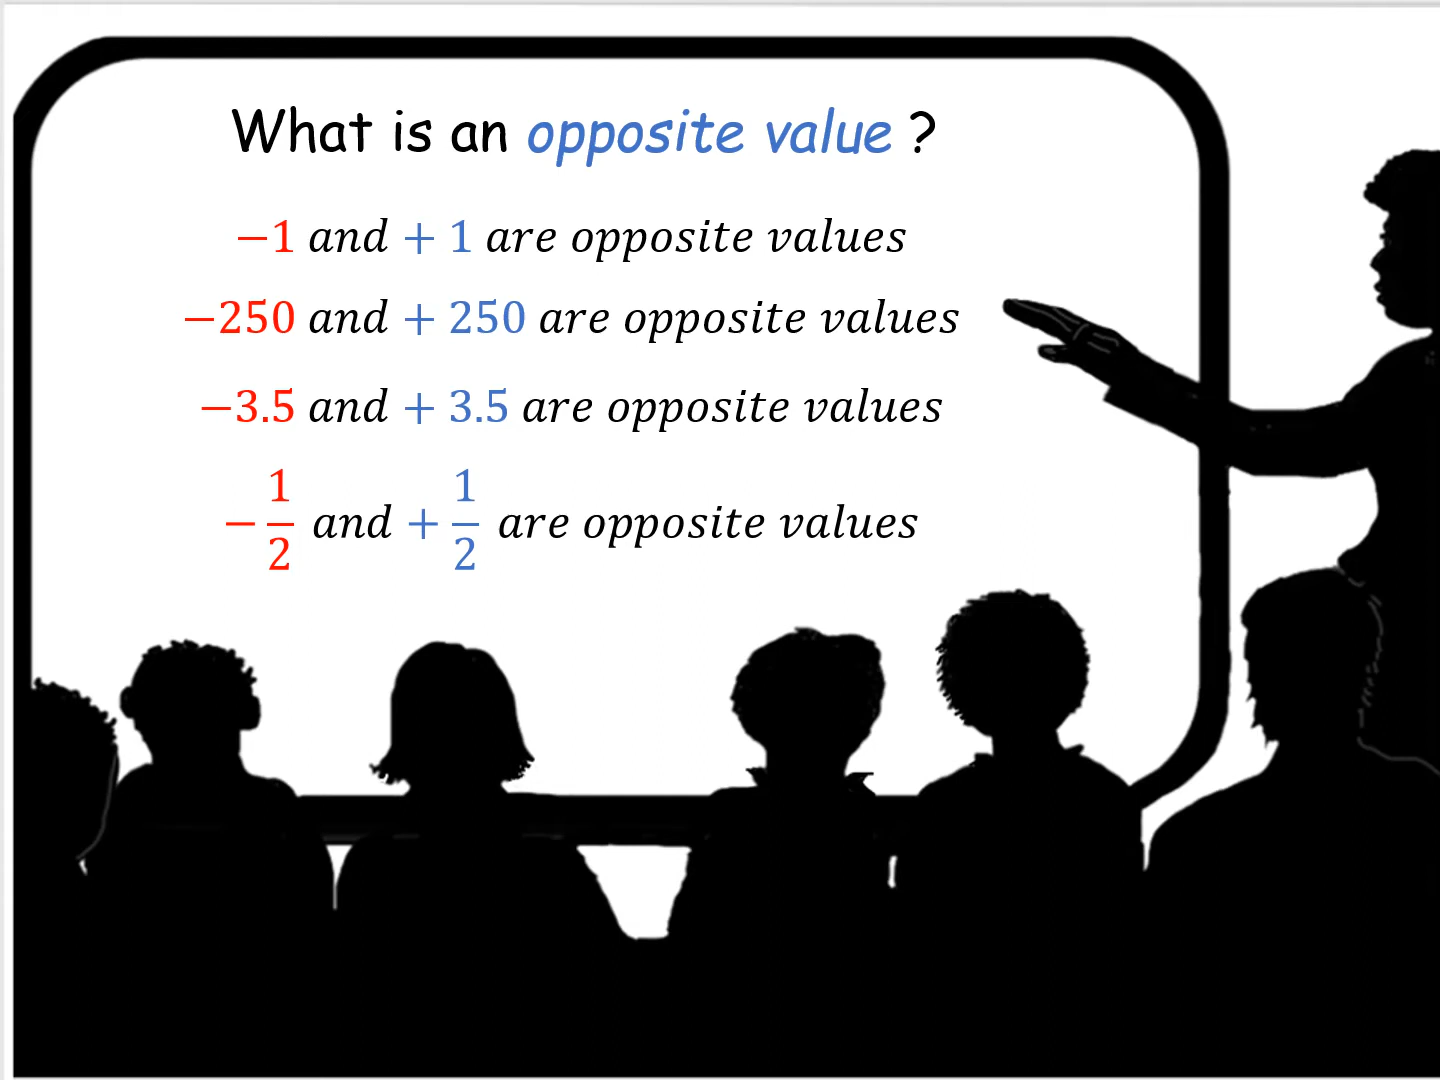 What is an opposite value ?
−1 and + 1 are opposite values
−250 and + 250 are opposite values
−3.5 and + 3.5 are opposite values
−1/2 and +1/2 are opposite values